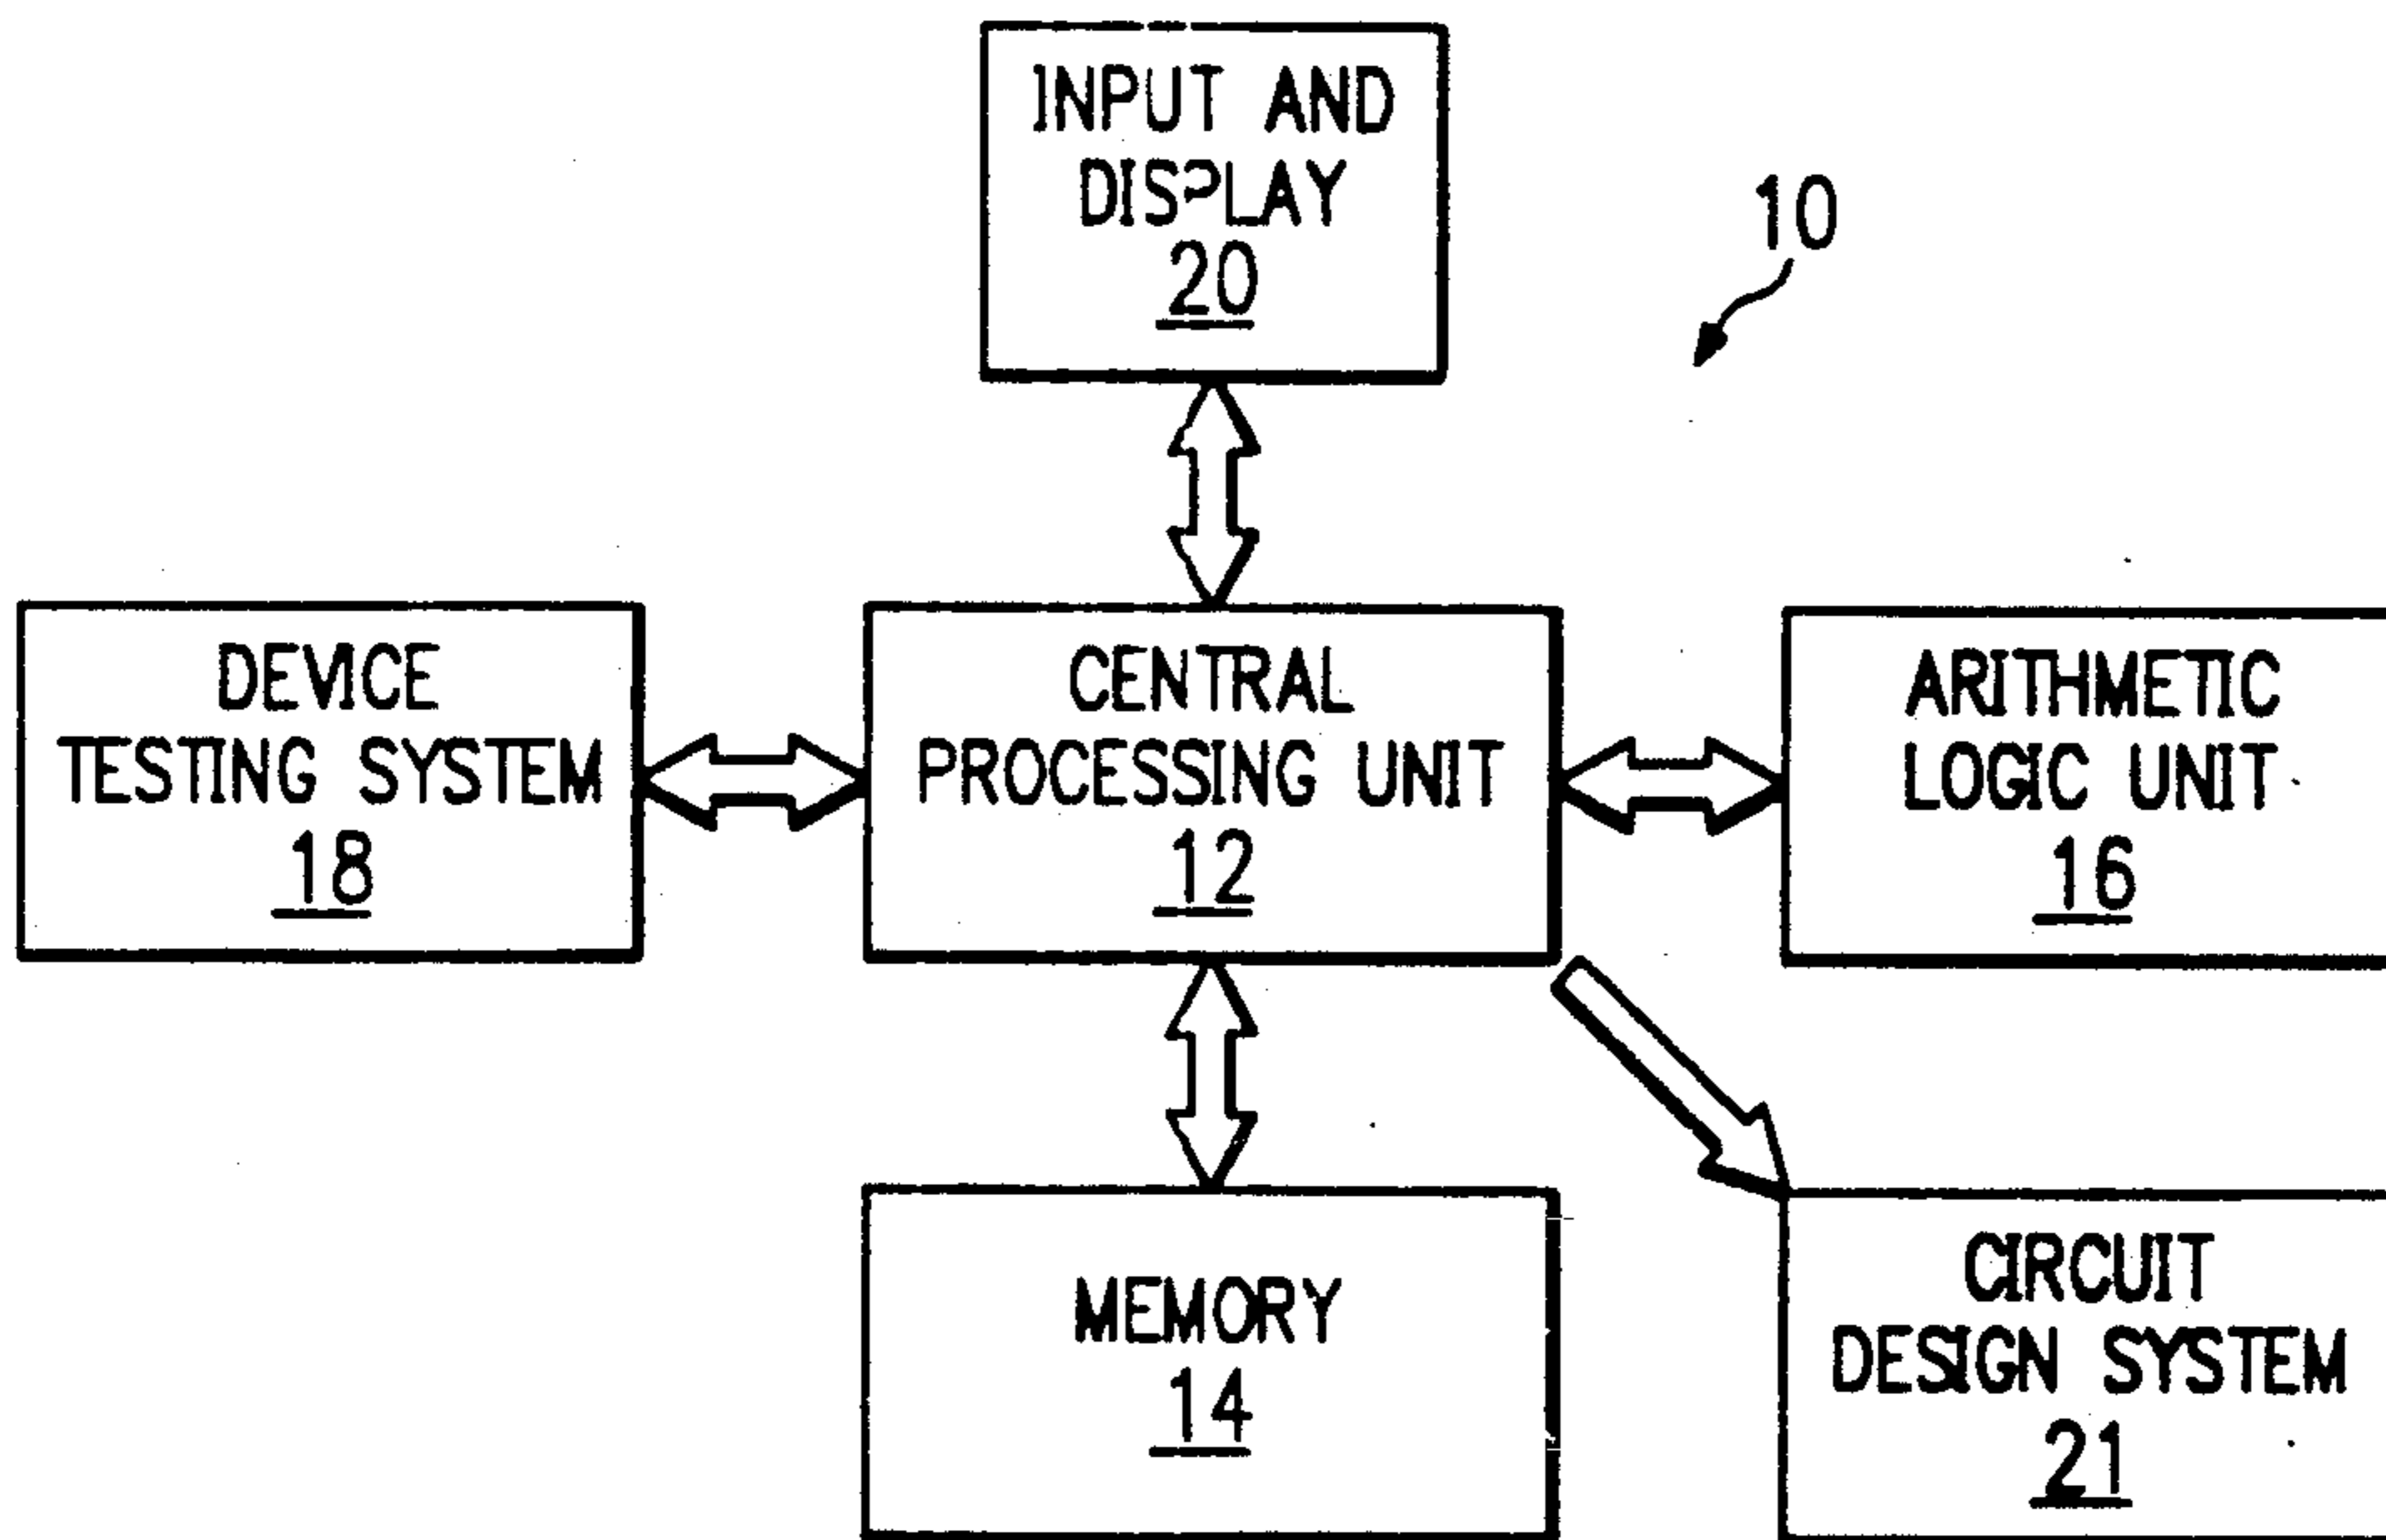 INPUT AND
DISPLAY
20
10
DEVICE
TESTING SYSTEM
18
CENTRAL
PROCESSING UNIT
12
ARITHMETIC
LOGIC UNIT
16
MEMORY
14
CIRCUIT
DESIGN SYSTEM
21